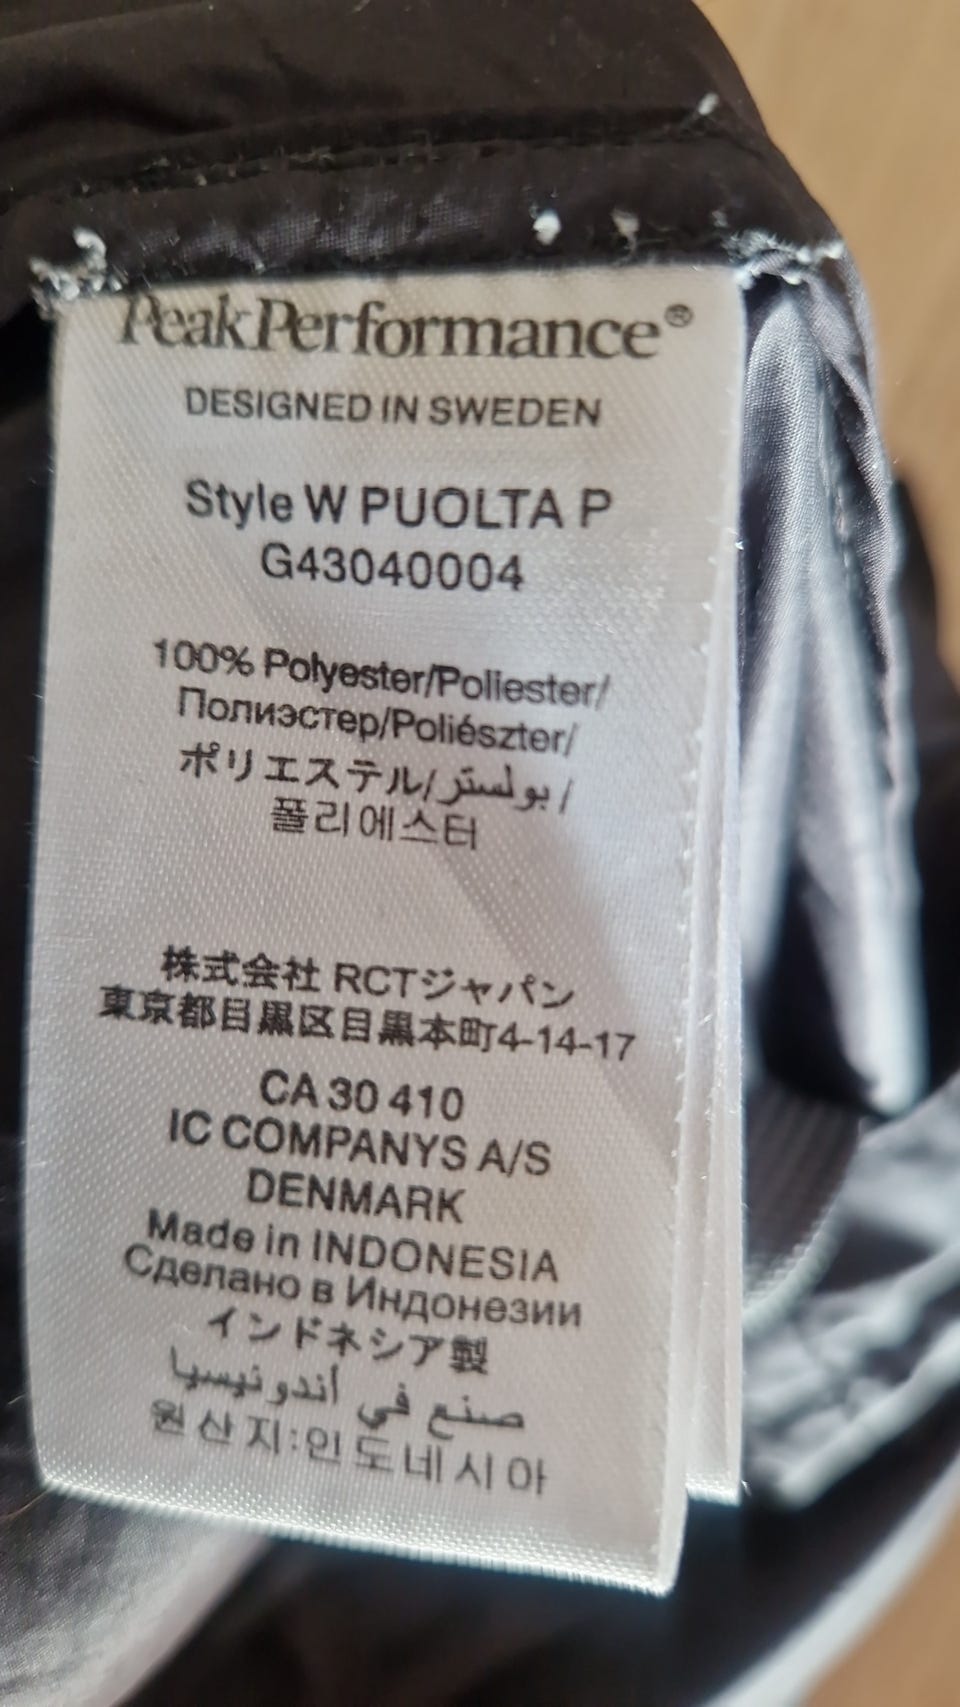 PeakPerformance®
DESIGNED IN SWEDEN
Style W PUOLTA P
G43040004
100% Polyester/Poliester/
Полиэстер/Poliészter/
ポリエステル/بولستر/
폴리에스터
株式会社 RCTジャパン
東京都目黒区目黒本町4-14-17
CA 30 410
IC COMPANYS A/S
DENMARK
Made in INDONESIA
Сделано в Индонезии
インドネシア製
صنع في أندونيسيا
원산지:인도네시아